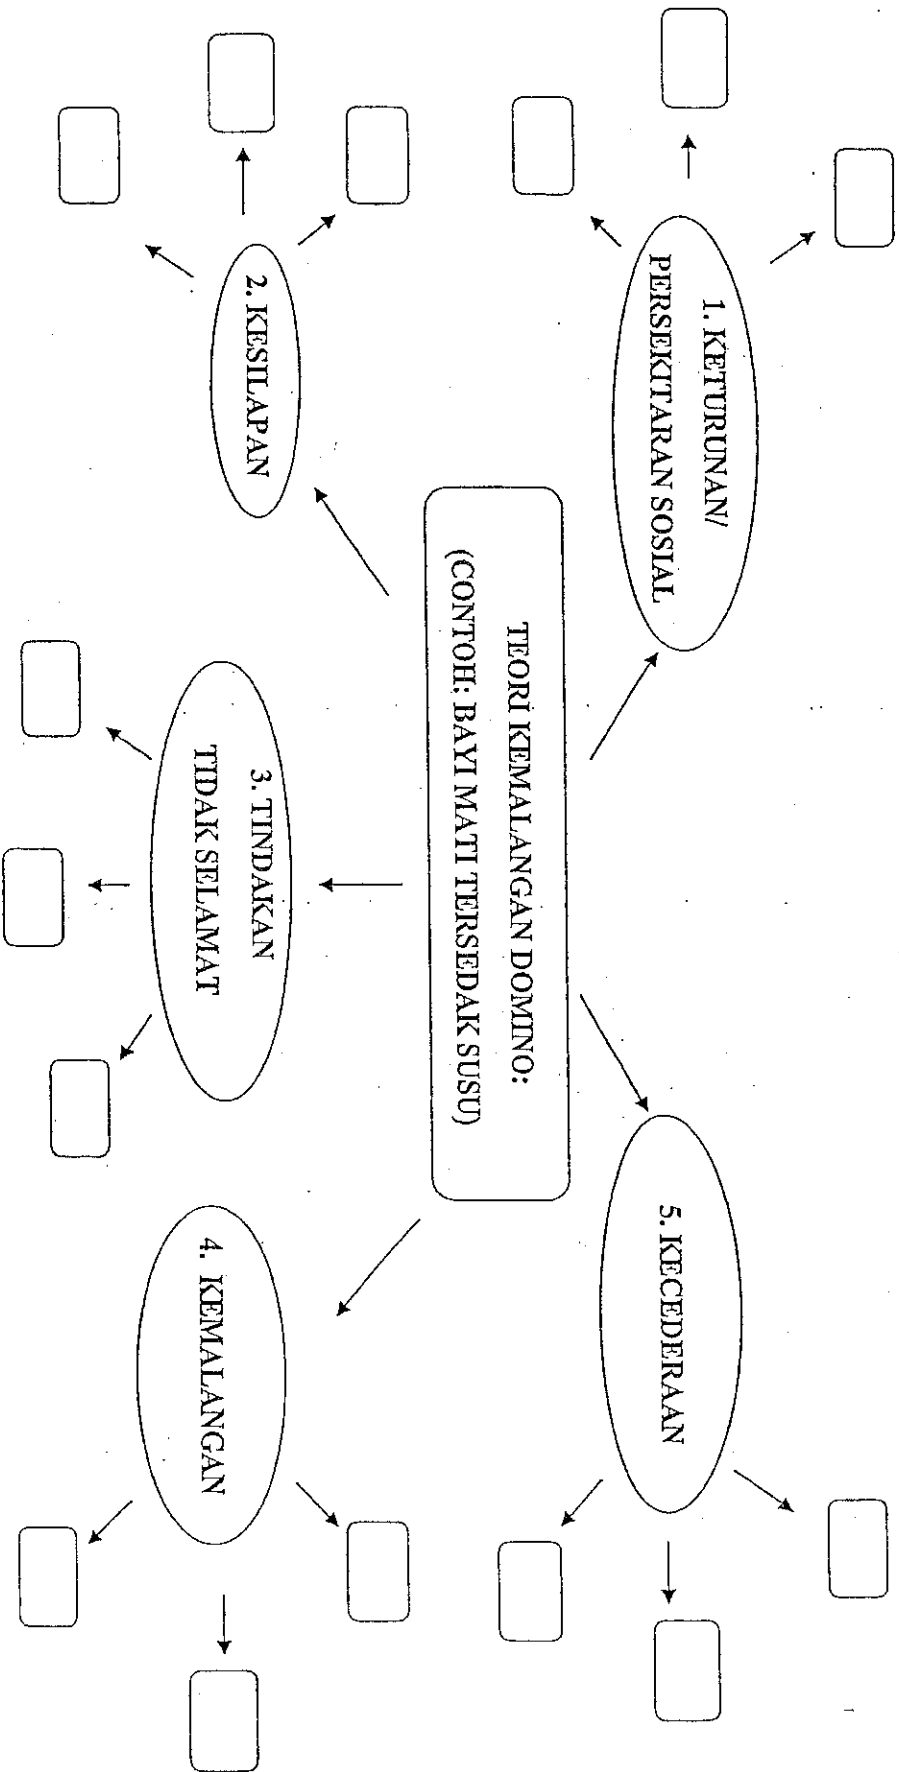 1. KETURUNAN/
PERSEKITARAN SOSIAL
2. KESILAPAN
TEORI KEMALANGAN DOMINO:
(CONTOH: BAYI MATI TERSEDAK SUSU)
3. TINDAKAN
TIDAK SELAMAT
4. KEMALANGAN
5. KECEDERAAN